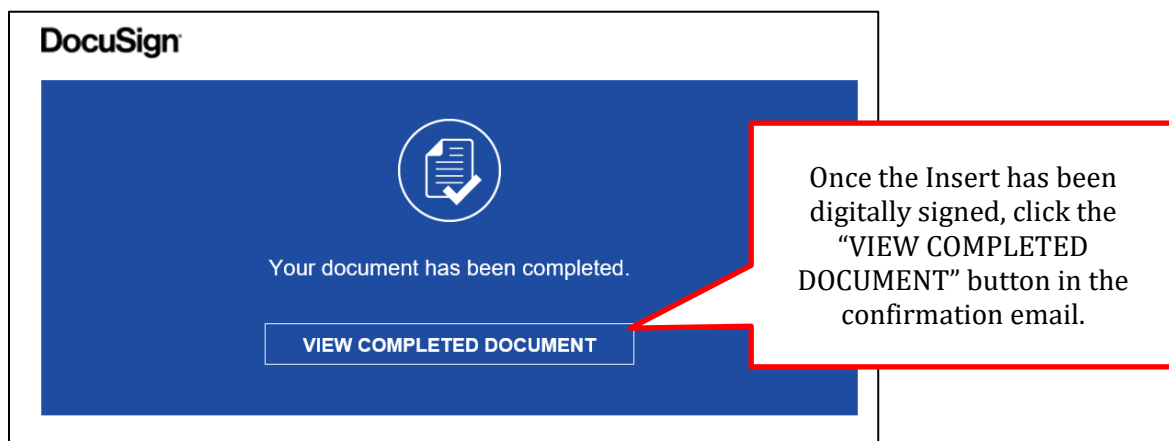 DocuSign
Your document has been completed.
VIEW COMPLETED DOCUMENT
Once the Insert has been
digitally signed, click the
“VIEW COMPLETED
DOCUMENT” button in the
confirmation email.